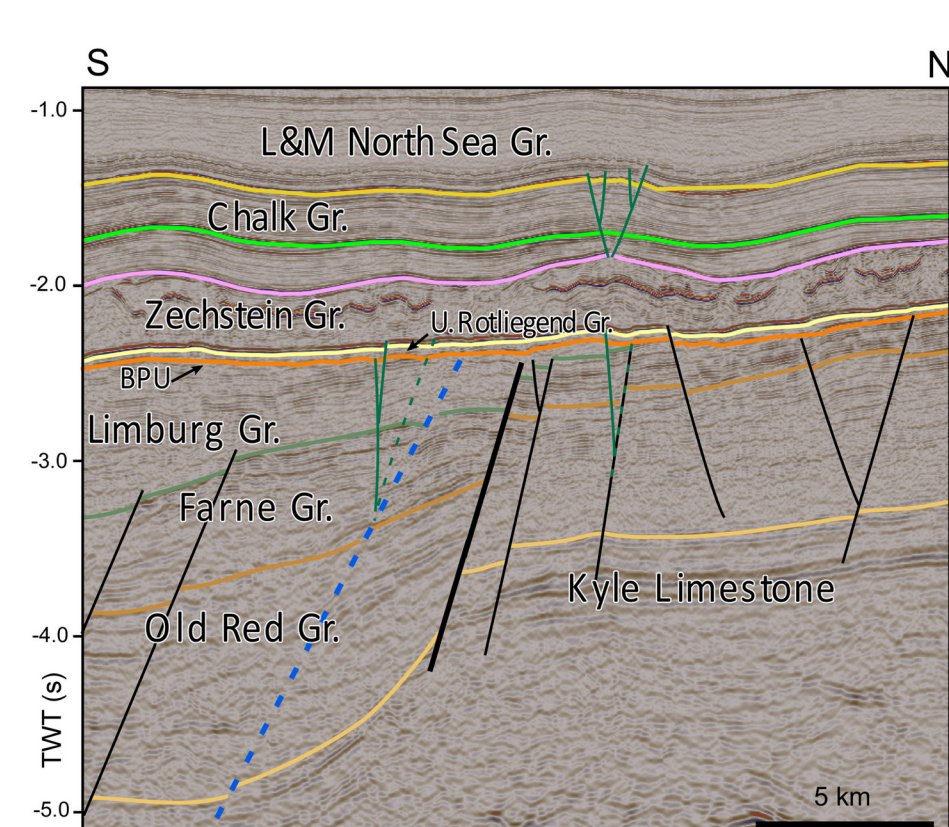 S
N
-1.0
L&M North Sea Gr.
Chalk Gr.
-2.0
Zechstein Gr.
U. Rotliegend Gr.
BPU
Limburg Gr.
-3.0
Farne Gr.
Kyle Limestone
Old Red Gr.
-4.0
TWT (s)
5 km
-5.0